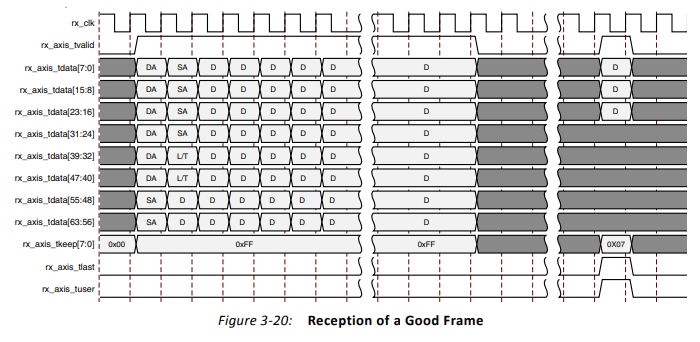 rx_clk
rx_axis_tvalid
rx_axis_tdata[7:0] DA SA D D D D D D D
rx_axis_tdata[15:8] DA SA D D D D D D D
rx_axis_tdata[23:16] DA SA D D D D D D D
rx_axis_tdata[31:24] DA SA D D D D D D
rx_axis_tdata[39:32] DA L/T D D D D D D
rx_axis_tdata[47:40] DA L/T D D D D D D
rx_axis_tdata[55:48] SA D D D D D D D
rx_axis_tdata[63:56] SA D D D D D D D
rx_axis_tkeep[7:0] 0x00 0xFF 0xFF 0X07
rx_axis_tlast
rx_axis_tuser
Figure 3-20: Reception of a Good Frame